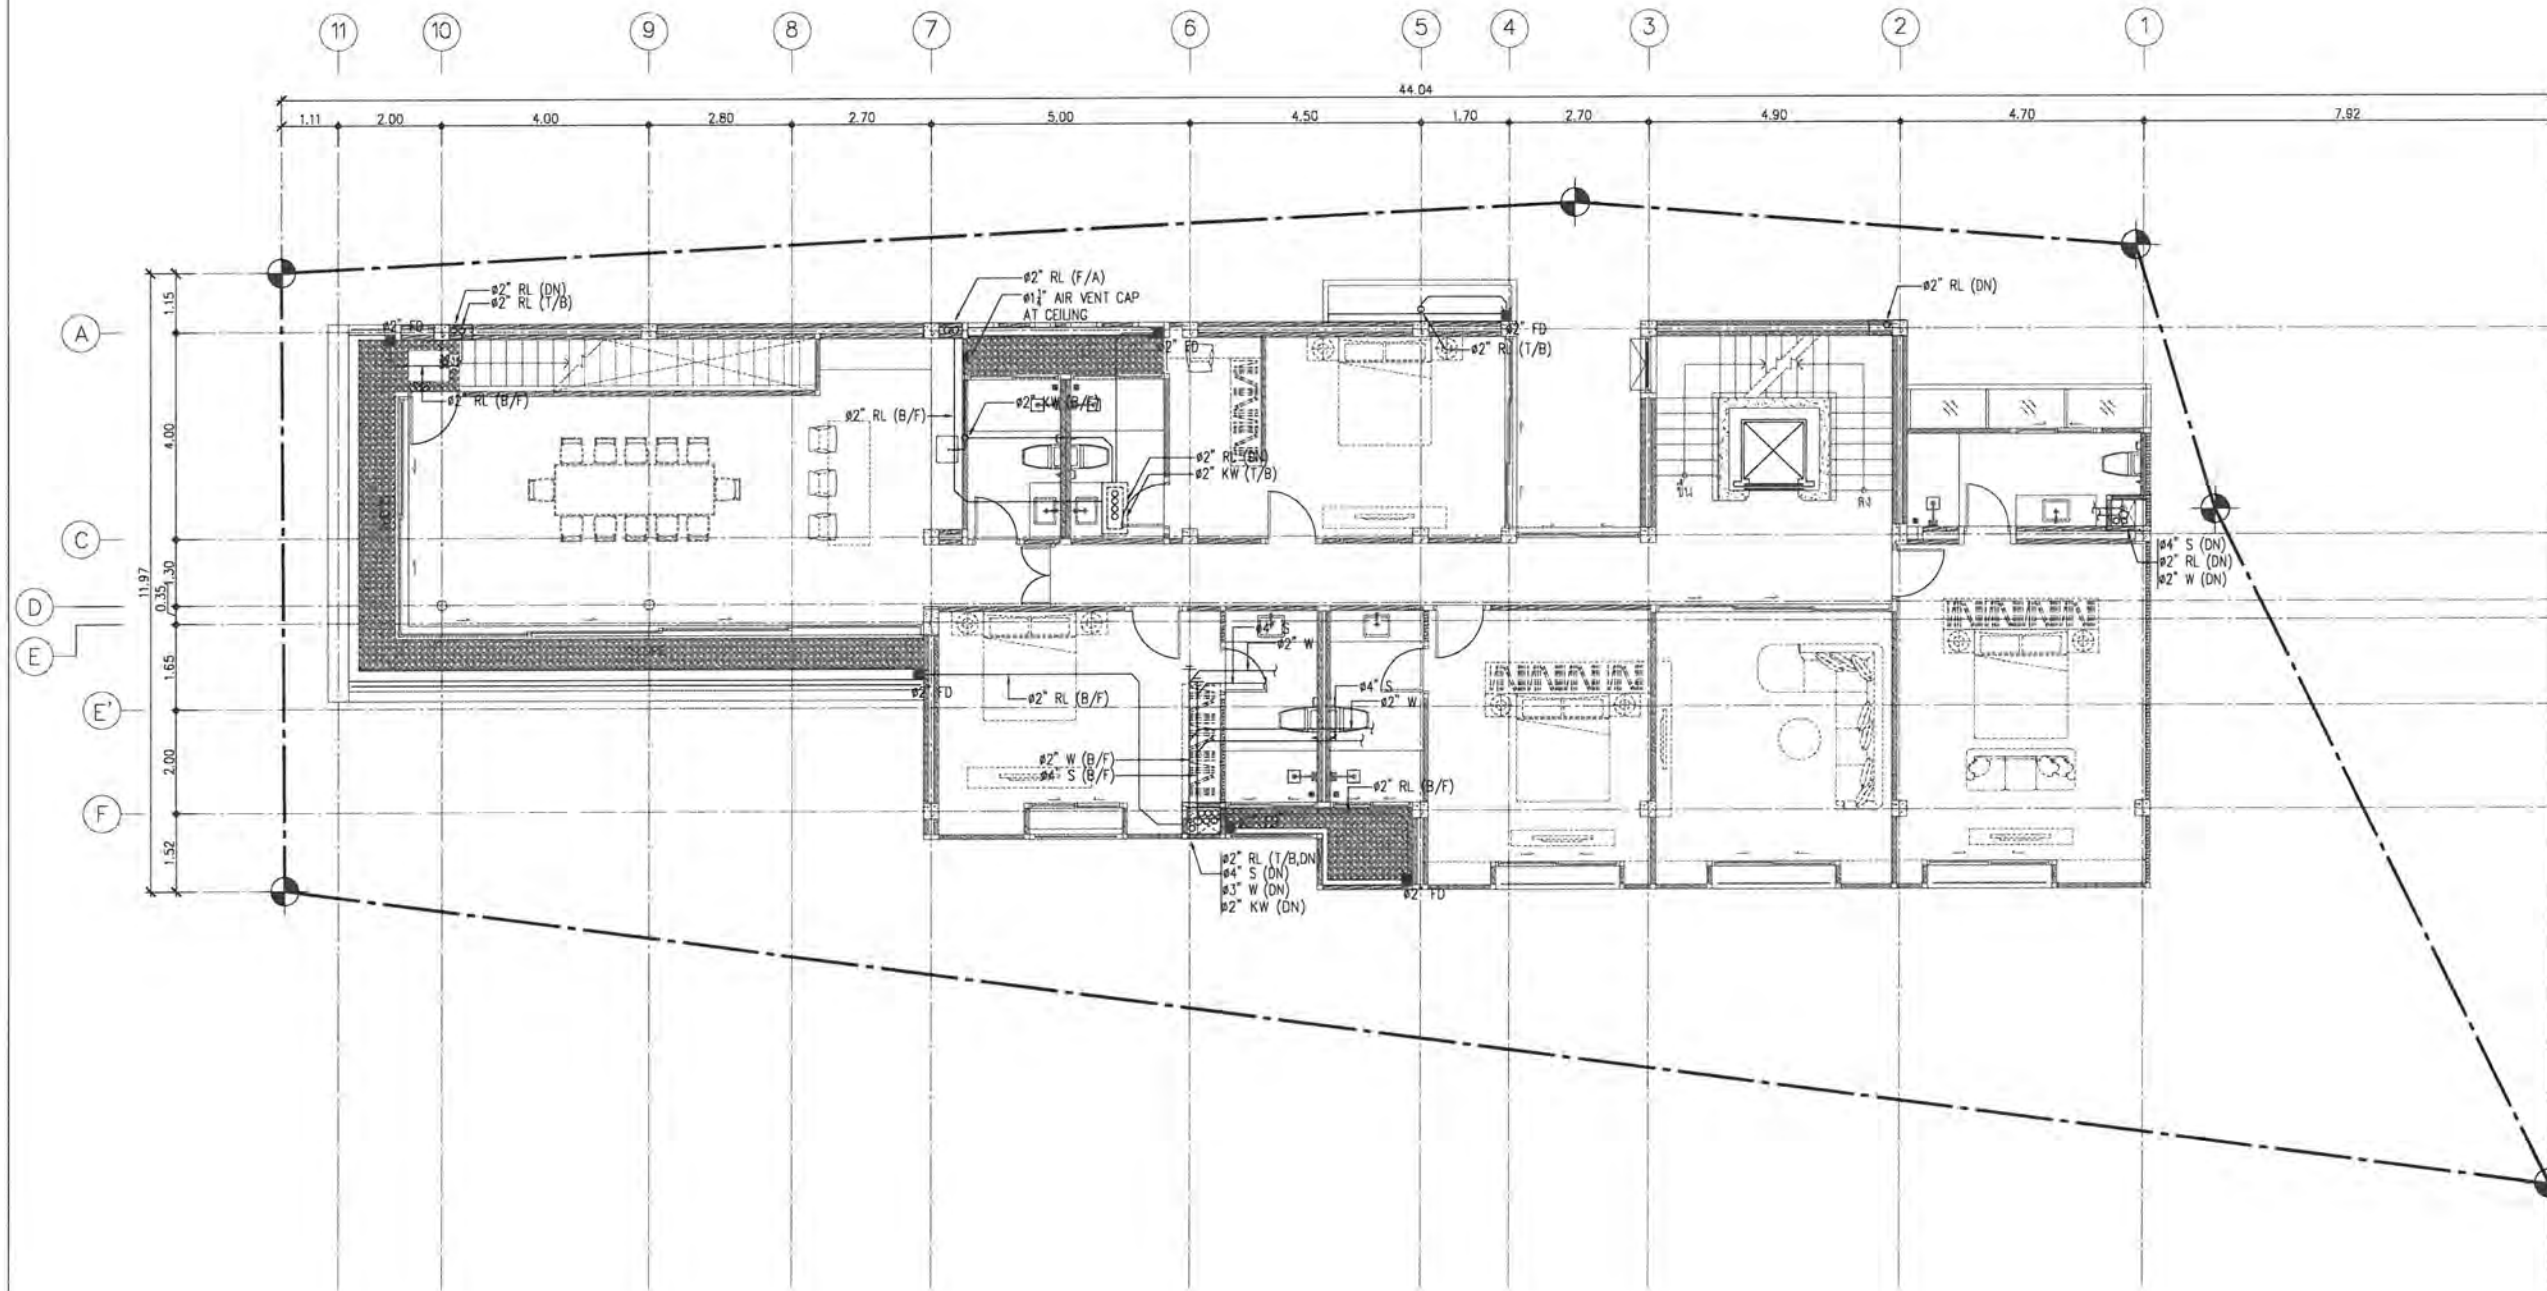 11 10 9 8 7 6 5 4 3 2 1
44.04
1.11 2.00 4.00 2.80 2.70 5.00 4.50 1.70 2.70 4.90 4.70 7.92
ø2" RL (F/A)
ø1¼" AIR VENT CAP
AT CEILING
ø2" RL (DN)
ø2" RL (T/B)
ø2" RL (DN)
1.15
A
ø2" FD
ø2" FD
ø2" FD
ø2" RL (T/B)
ø2" RL (B/F)
ø2" RL (B/F)
ø2" KW (B/F)
4.00
ø2" RL (DN)
ø2" KW (T/B)
ขึ้น
ลง
C
ø4" S (DN)
ø2" RL (DN)
ø2" W (DN)
11.97
1.30
0.35
D
E
ø4" S
ø2" W
1.65
ø2" FD
ø2" RL (B/F)
ø4" S
ø2" W
E'
2.00
ø2" W (B/F)
ø4" S (B/F)
ø2" RL (B/F)
F
1.52
ø2" RL (T/B,DN)
ø4" S (DN)
ø3" W (DN)
ø2" KW (DN)
ø2" FD